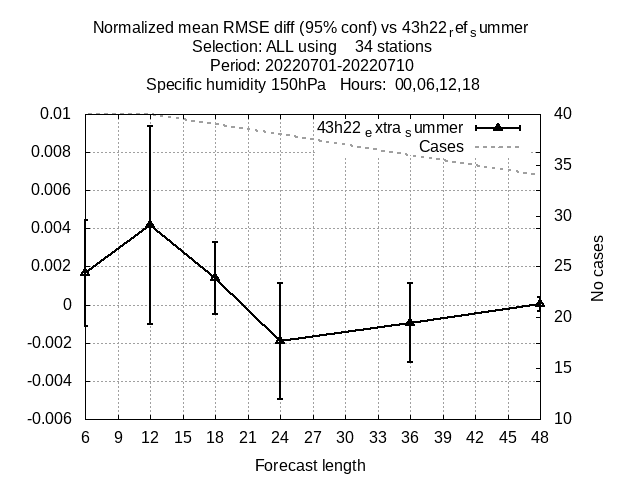 Normalized mean RMSE diff (95% conf) vs 43h22refsummer
Selection: ALL using    34 stations
Period: 20220701-20220710
Specific humidity 150hPa   Hours:  00,06,12,18
43h22extrasummer
Cases
0.01
0.008
0.006
0.004
0.002
0
-0.002
-0.004
-0.006
40
35
30
25
20
15
10
No cases
6 9 12 15 18 21 24 27 30 33 36 39 42 45 48
Forecast length